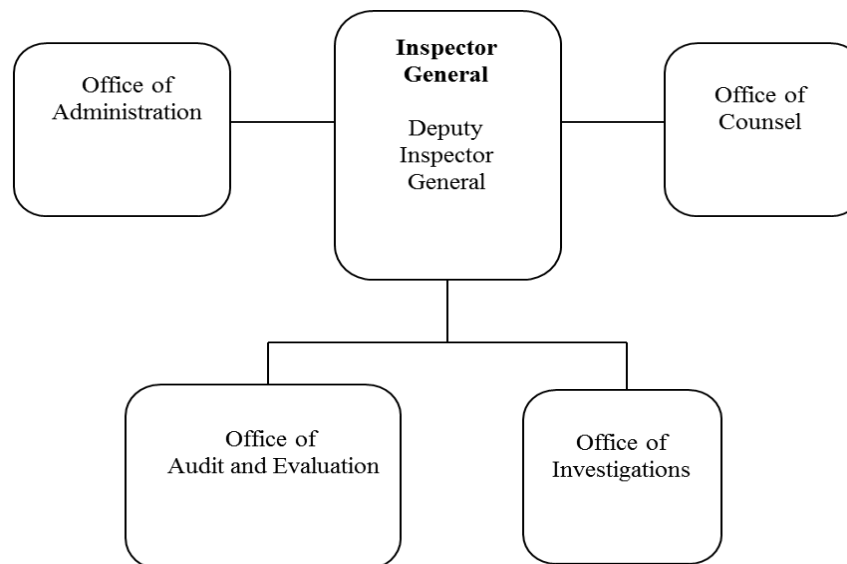 Inspector
General
Deputy
Inspector
General
Office of
Administration
Office of
Counsel
Office of
Audit and Evaluation
Office of
Investigations